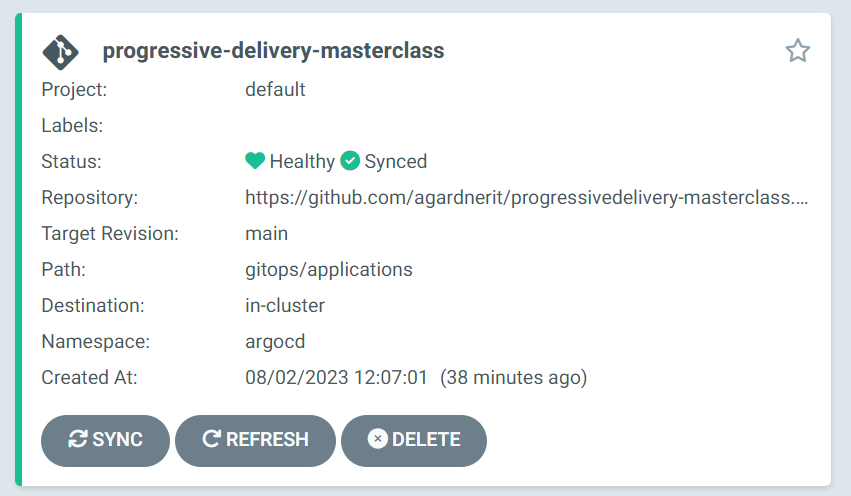 progressive-delivery-masterclass
Project: default
Labels:
Status: Healthy Synced
Repository: https://github.com/agardnerit/progressivedelivery-masterclass....
Target Revision: main
Path: gitops/applications
Destination: in-cluster
Namespace: argocd
Created At: 08/02/2023 12:07:01 (38 minutes ago)
SYNC REFRESH DELETE